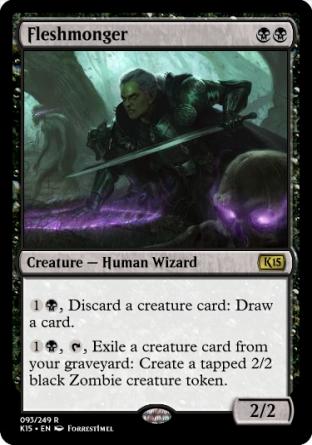 Fleshmonger
K15
Creature — Human Wizard
1, Discard a creature card: Draw
a card.
1, Exile a creature card from
your graveyard: Create a tapped 2/2
black Zombie creature token.
093/249 R
K15 • EN ForrestImel
2/2